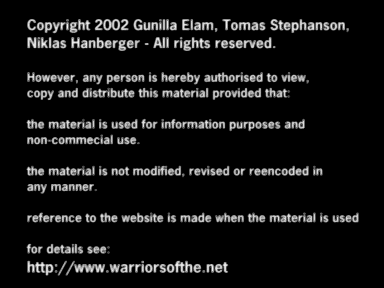 Copyright 2002 Gunilla Elam, Tomas Stephanson,
Niklas Hanberger - All rights reserved.
However, any person is hereby authorised to view,
copy and distribute this material provided that:
the material is used for information purposes and
non-commecial use.
the material is not modified, revised or reencoded in
any manner.
reference to the website is made when the material is used
for details see:
http://www.warriorsofthe.net